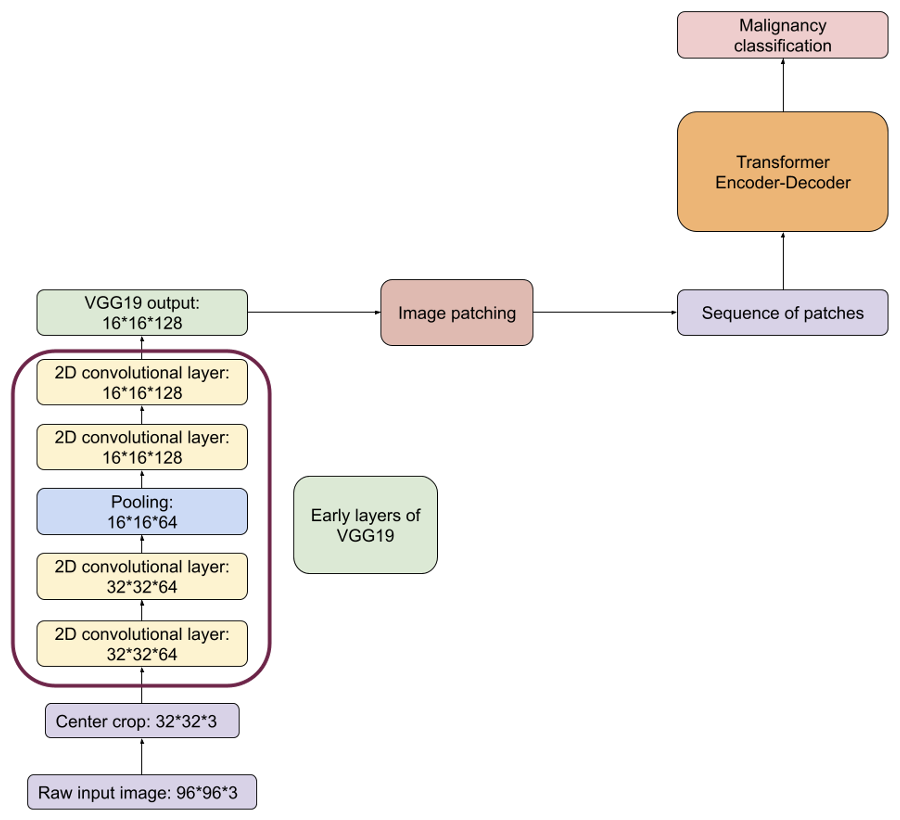 Malignancy
classification
Transformer
Encoder-Decoder
VGG19 output:
16*16*128
Image patching
Sequence of patches
2D convolutional layer:
16*16*128
2D convolutional layer:
16*16*128
Pooling:
16*16*64
Early layers of
VGG19
2D convolutional layer:
32*32*64
2D convolutional layer:
32*32*64
Center crop: 32*32*3
Raw input image: 96*96*3